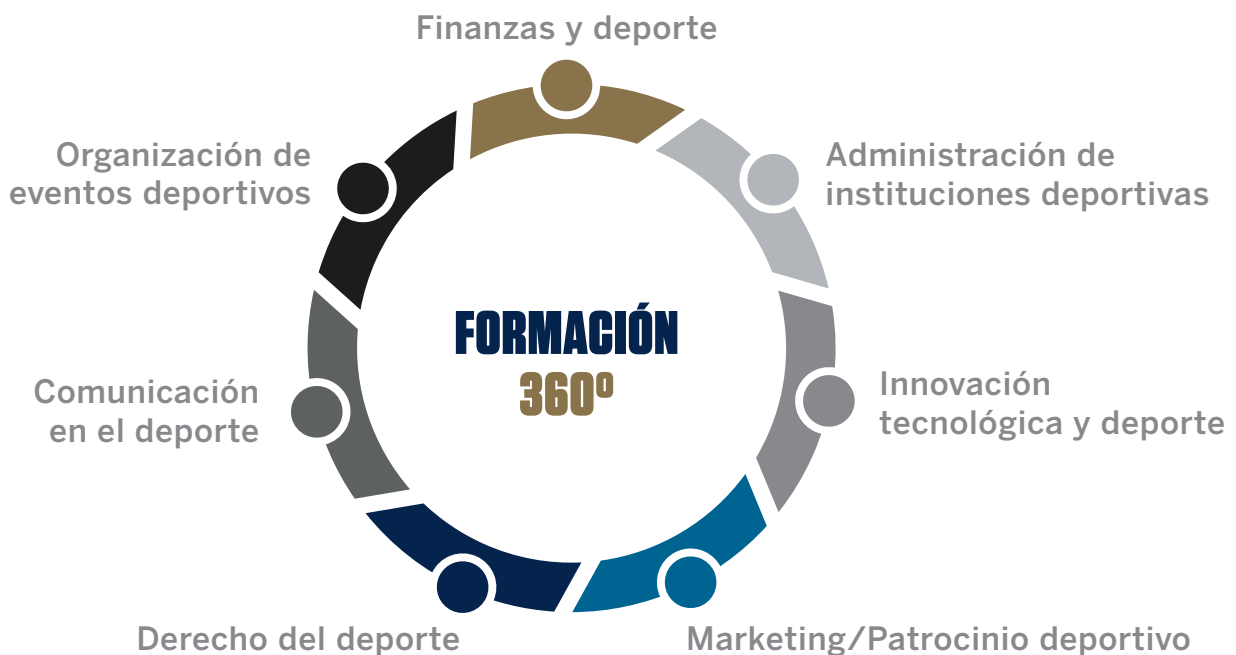 Finanzas y deporte
Organización de
eventos deportivos
Administración de
instituciones deportivas
FORMACIÓN
360º
Comunicación
en el deporte
Innovación
tecnológica y deporte
Derecho del deporte
Marketing/Patrocinio deportivo